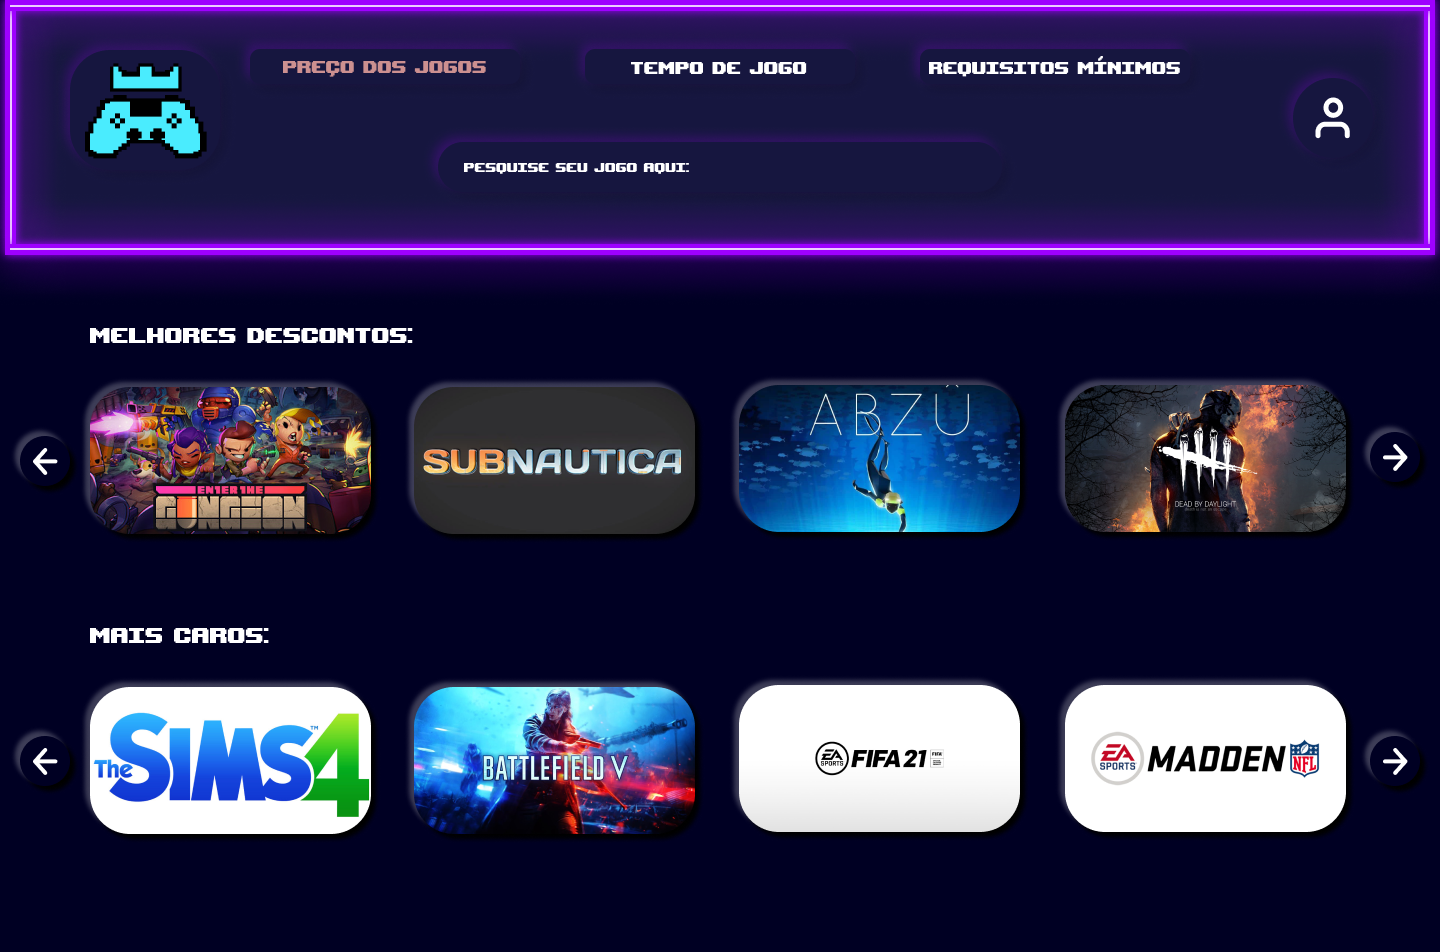 PREÇO DOS JOGOS
TEMPO DE JOGO
REQUISITOS MÍNIMOS
PESQUISE SEU JOGO AQUI:
MELHORES DESCONTOS:
ENTER THE
GUNGEON
SUBNAUTICA
ABZÛ
DEAD BY DAYLIGHT
MAIS CAROS:
The SIMS 4 ™
BATTLEFIELD V
EA SPORTS FIFA 21
EA SPORTS MADDEN NFL